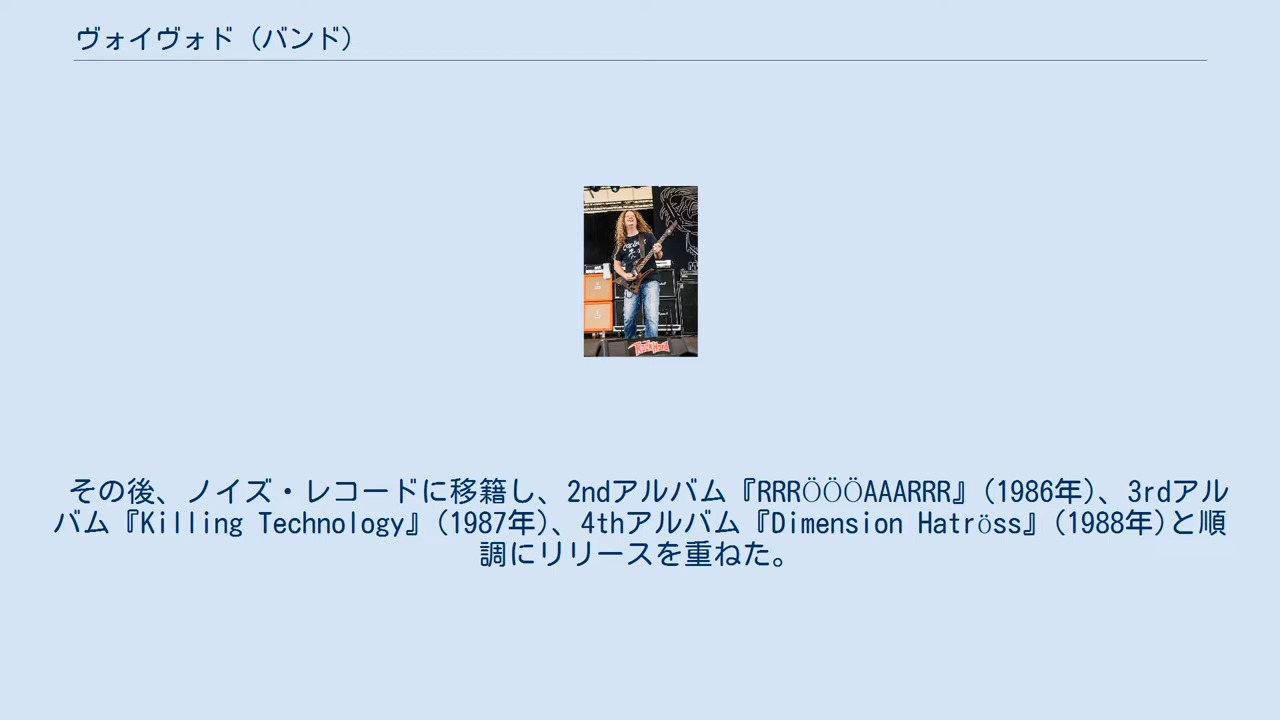 ヴォイヴォド（バンド）
その後、ノイズ・レコードに移籍し、2ndアルバム『RRRÖÖÖAAARRR』(1986年)、3rdアル
バム『Killing Technology』(1987年)、4thアルバム『Dimension Hatröss』(1988年)と順
調にリリースを重ねた。